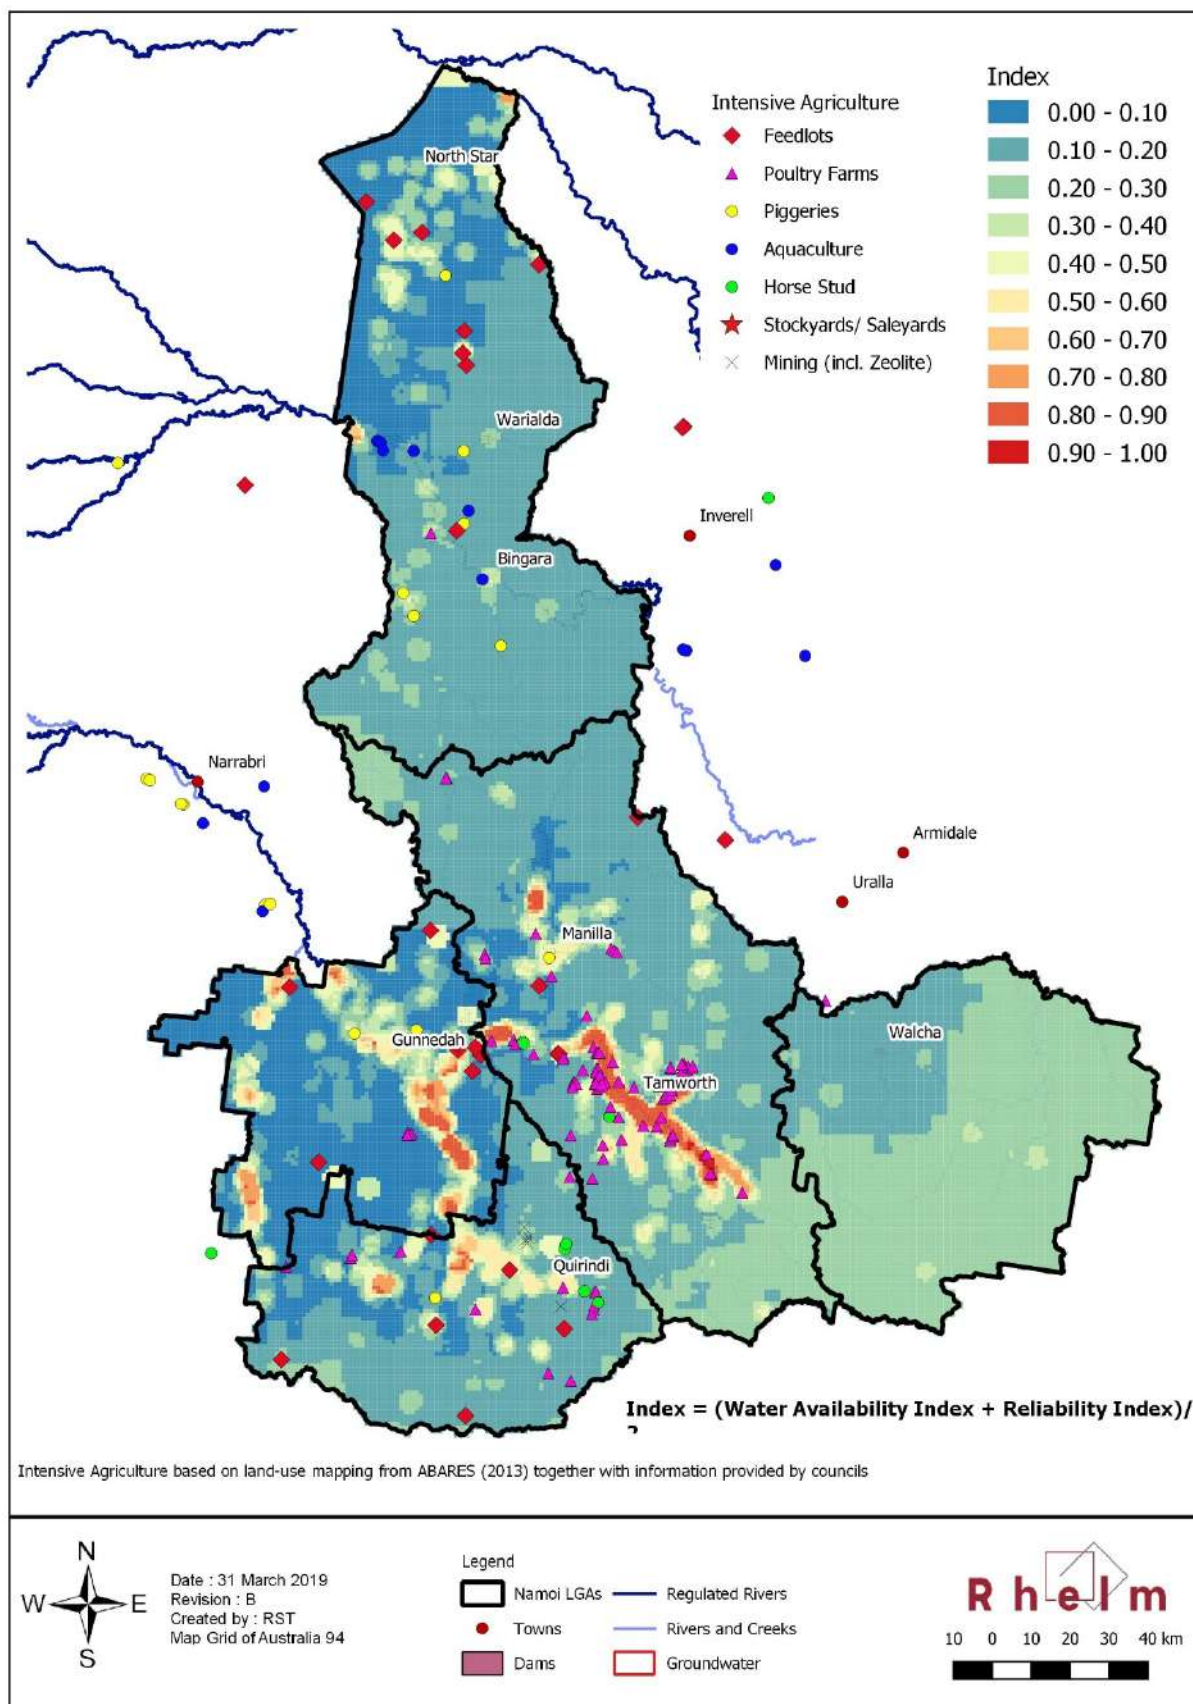 Index
0.00 - 0.10
0.10 - 0.20
0.20 - 0.30
0.30 - 0.40
0.40 - 0.50
0.50 - 0.60
0.60 - 0.70
0.70 - 0.80
0.80 - 0.90
0.90 - 1.00
Intensive Agriculture
Feedlots
Poultry Farms
Piggeries
Aquaculture
Horse Stud
Stockyards/ Saleyards
Mining (incl. Zeolite)
North Star
Warialda
Inverell
Bingara
Narrabri
Armidale
Uralla
Manilla
Gunnedah
Walcha
Tamworth
Quirindi
Index = (Water Availability Index + Reliability Index)/
Intensive Agriculture based on land-use mapping from ABARES (2013) together with information provided by councils
N
W E
S
Date : 31 March 2019
Revision : B
Created by : RST
Map Grid of Australia 94
Legend
Namoi LGAs
Towns
Dams
Regulated Rivers
Rivers and Creeks
Groundwater
Rhelm
10 0 10 20 30 40 km